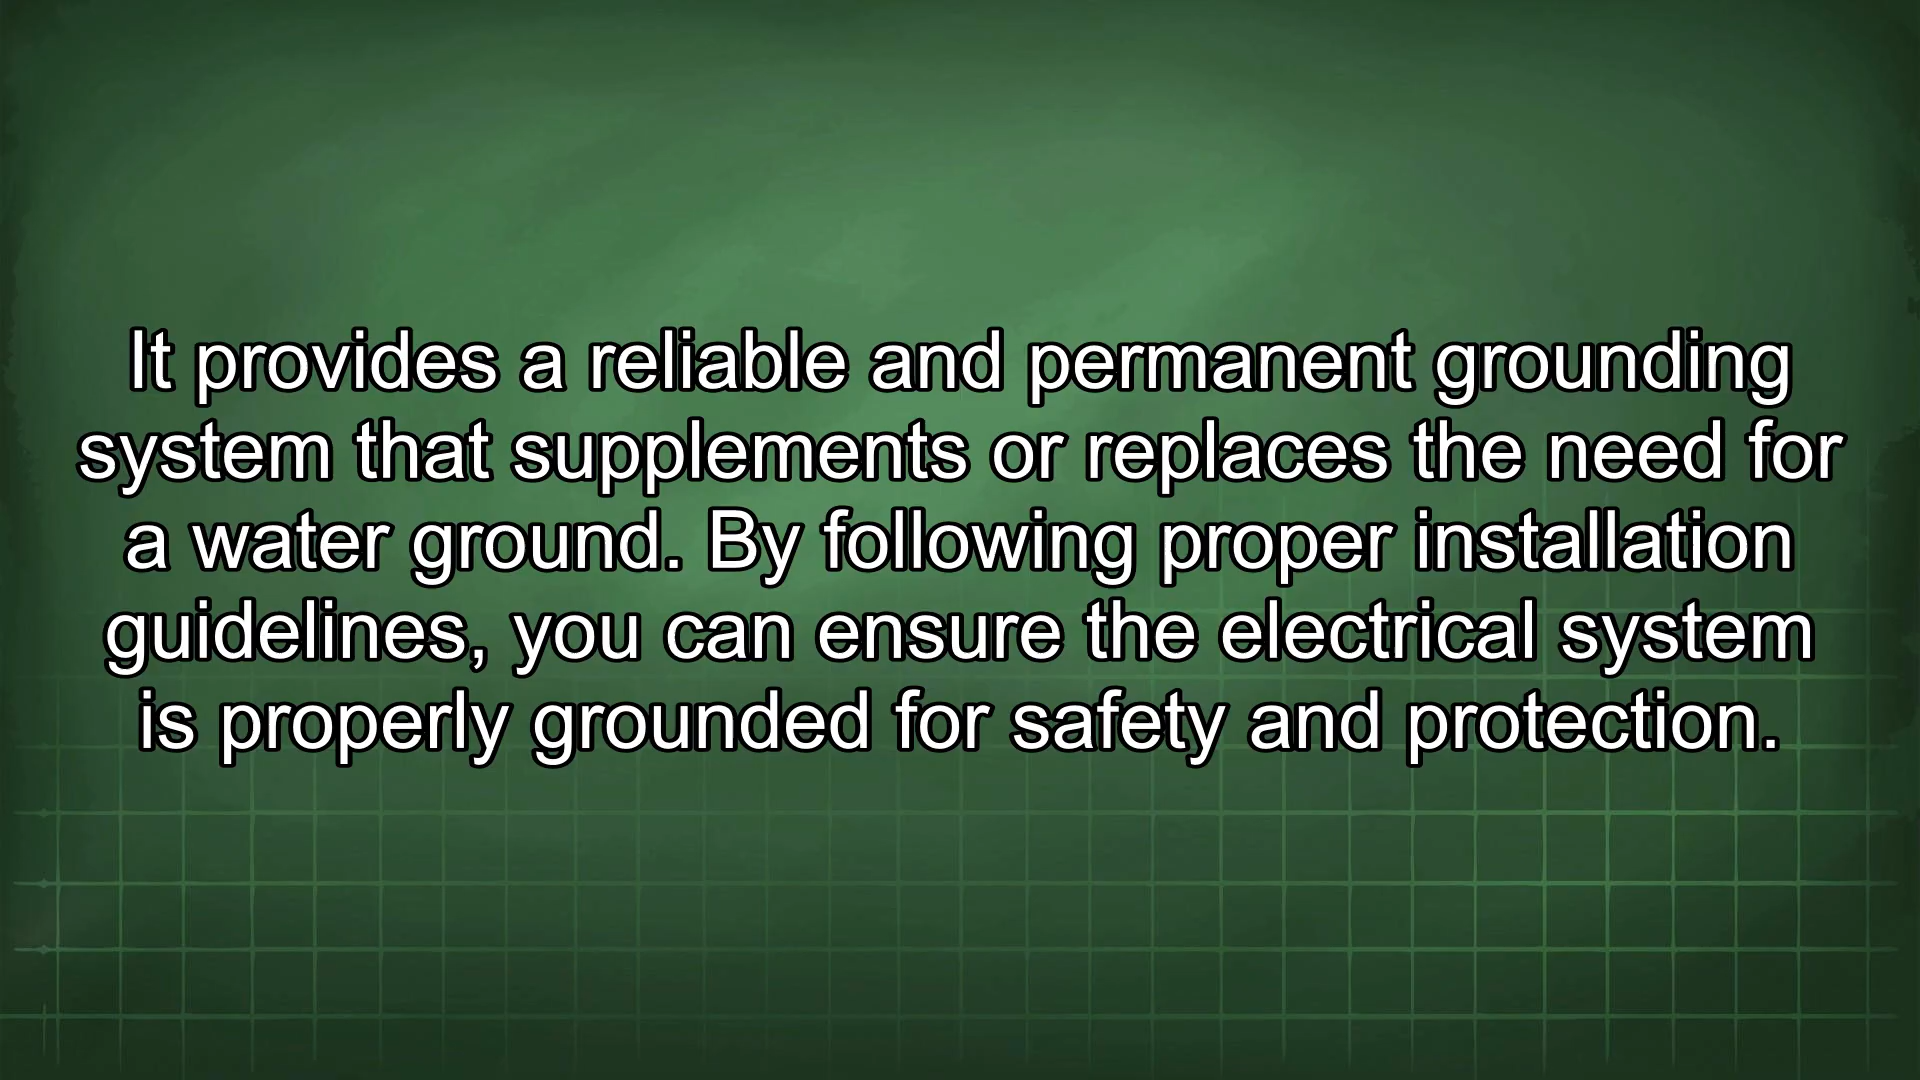 It provides a reliable and permanent grounding
system that supplements or replaces the need for
a water ground. By following proper installation
guidelines, you can ensure the electrical system
is properly grounded for safety and protection.